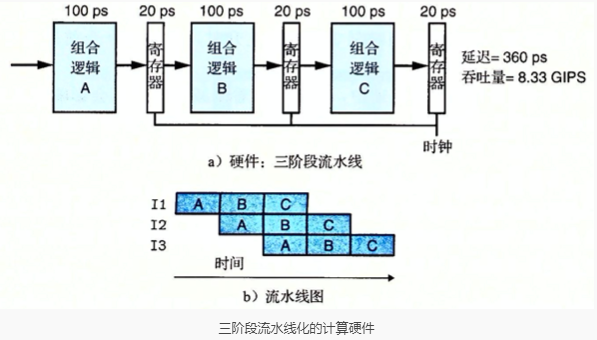 100 ps 20 ps 100 ps 20 ps 100 ps 20 ps
组合逻辑A
寄存器
组合逻辑B
寄存器
组合逻辑C
寄存器
延迟= 360 ps
吞吐量= 8.33 GIPS
时钟
a）硬件：三阶段流水线
I1 A B C
I2 A B C
I3 A B C
时间
b）流水线图
三阶段流水线化的计算硬件